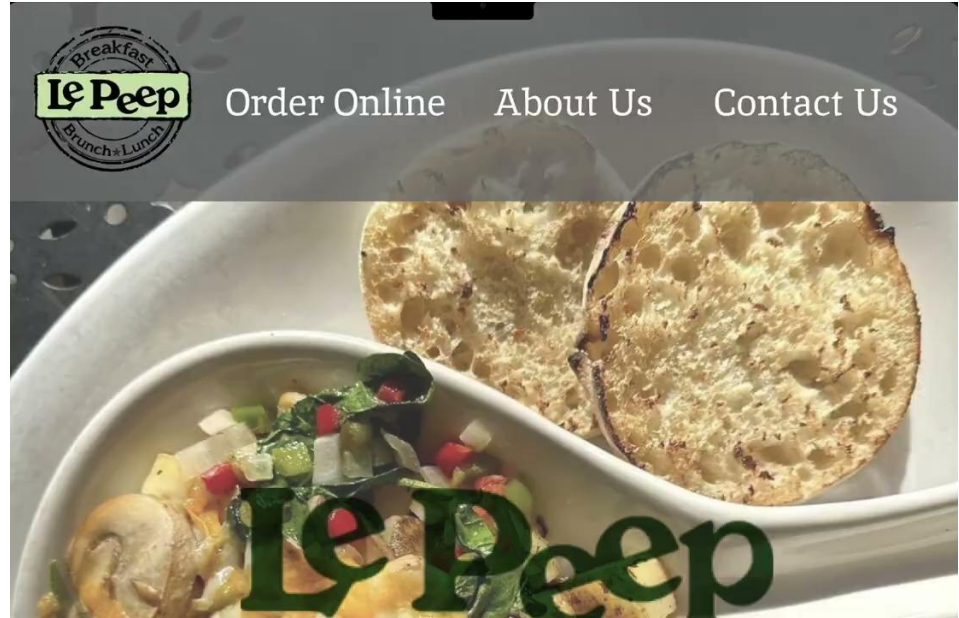 Breakfast
Le Peep
Brunch★Lunch
Order Online
About Us
Contact Us
Le Peep